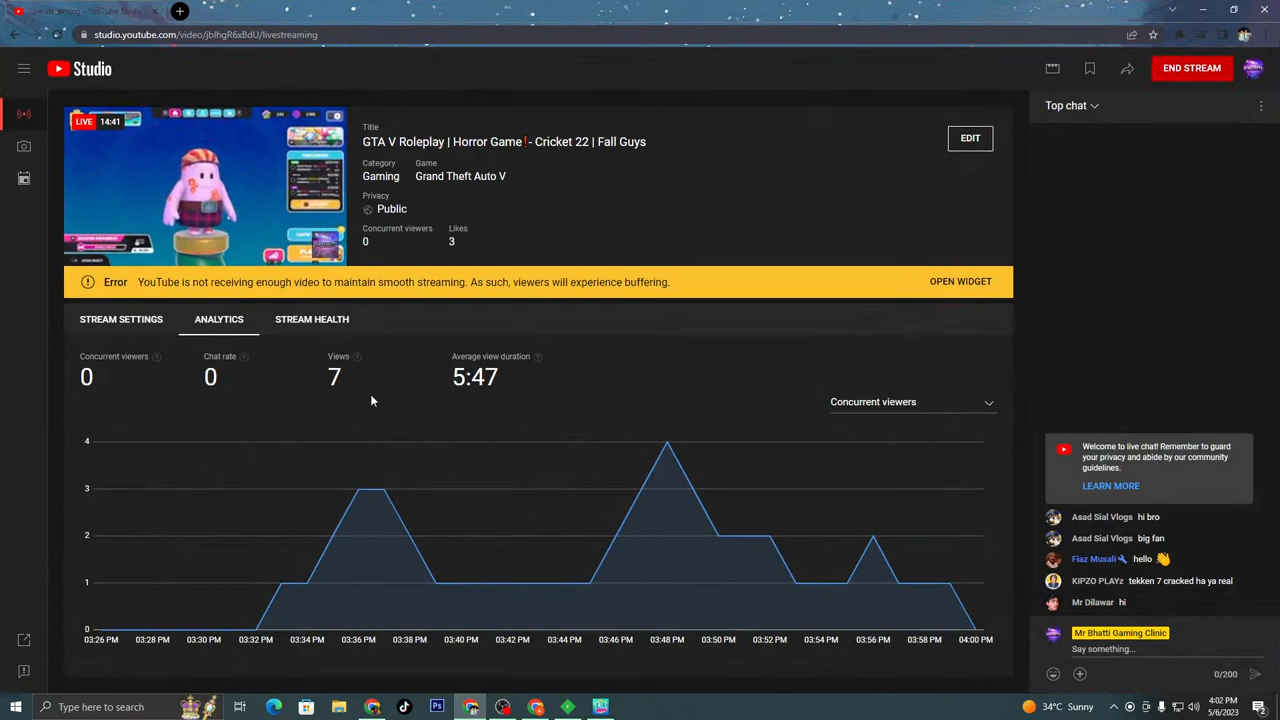 Live streaming - YouTube Studio
studio.youtube.com/video/jblhgR6xBdU/livestreaming
Studio
END STREAM
LIVE 14:41
Title
GTA V Roleplay | Horror Game❗- Cricket 22 | Fall Guys
EDIT
Category Game
Gaming Grand Theft Auto V
Privacy
Public
Concurrent viewers Likes
0 3
Error YouTube is not receiving enough video to maintain smooth streaming. As such, viewers will experience buffering. OPEN WIDGET
STREAM SETTINGS ANALYTICS STREAM HEALTH
Concurrent viewers Chat rate Views Average view duration
0 0 7 5:47
Concurrent viewers
4
3
2
1
0
03:26 PM 03:28 PM 03:30 PM 03:32 PM 03:34 PM 03:36 PM 03:38 PM 03:40 PM 03:42 PM 03:44 PM 03:46 PM 03:48 PM 03:50 PM 03:52 PM 03:54 PM 03:56 PM 03:58 PM 04:00 PM
Top chat
Welcome to live chat! Remember to guard
your privacy and abide by our community
guidelines.
LEARN MORE
Asad Sial Vlogs hi bro
Asad Sial Vlogs big fan
Fiaz Musali hello 👋
KIPZO PLAYz tekken 7 cracked ha ya real
Mr Dilawar hi
Mr Bhatti Gaming Clinic
Say something...
0/200
Type here to search
Ps
34°C Sunny
4:02 PM
5/6/2023